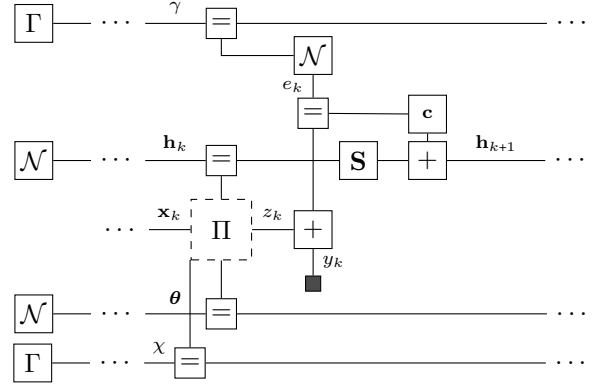 γ
Γ ··· = ···
𝒩
e_k
= c
h_k h_{k+1}
𝒩 ··· = S + ···
x_k z_k
··· Π +
y_k
θ
𝒩 ··· = ···
χ
Γ ··· = ···